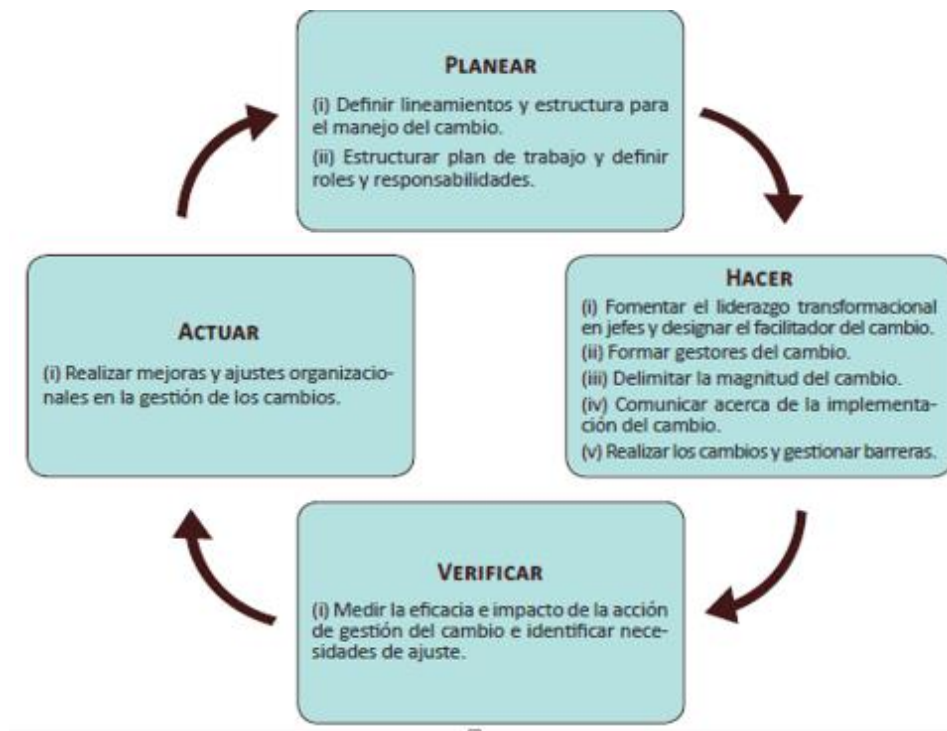 PLANEAR
(i) Definir lineamientos y estructura para
el manejo del cambio.
(ii) Estructurar plan de trabajo y definir
roles y responsabilidades.
HACER
(i) Fomentar el liderazgo transformacional
en jefes y designar el facilitador del cambio.
(ii) Formar gestores del cambio.
(iii) Delimitar la magnitud del cambio.
(iv) Comunicar acerca de la implementa-
ción del cambio.
(v) Realizar los cambios y gestionar barreras.
VERIFICAR
(i) Medir la eficacia e impacto de la acción
de gestión del cambio e identificar nece-
sidades de ajuste.
ACTUAR
(i) Realizar mejoras y ajustes organizacio-
nales en la gestión de los cambios.